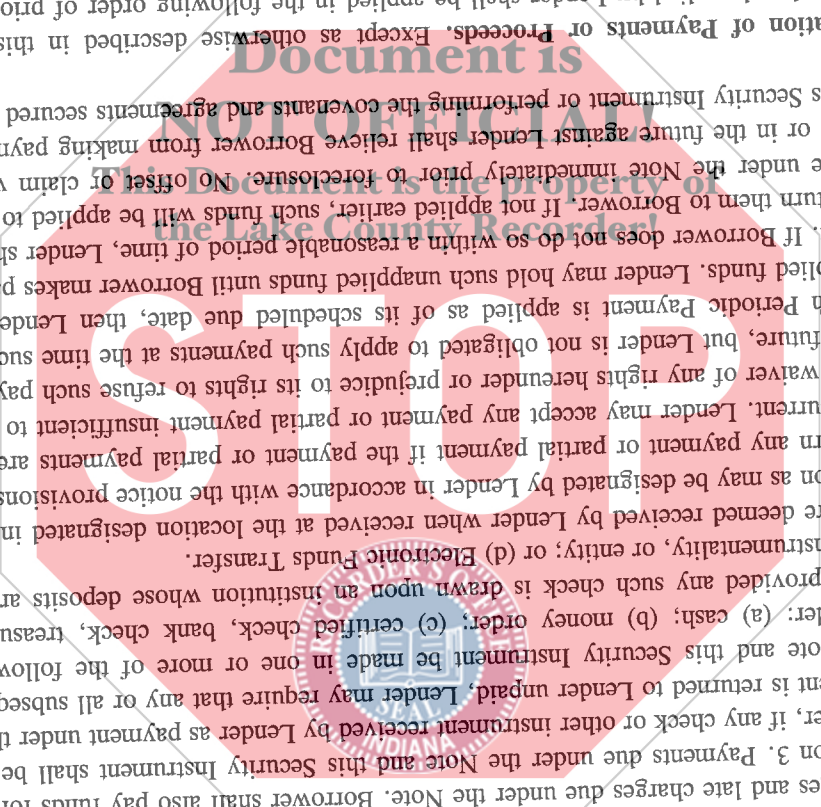 es and late charges due under the Note. Borrower shall also pay funds for
on 3. Payments due under the Note and this Security Instrument shall be
er, if any check or other instrument received by Lender as payment under th
ent is returned to Lender unpaid, Lender may require that any or all subseq
ote and this Security Instrument be made in one or more of the follow
der: (a) cash; (b) money order; (c) certified check, bank check, treasu
provided any such check is drawn upon an institution whose deposits ar
nstrumentality, or entity; or (d) Electronic Funds Transfer.
re deemed received by Lender when received at the location designated in
on as may be designated by Lender in accordance with the notice provisions
rn any payment or partial payment if the payment or partial payments are
urrent. Lender may accept any payment or partial payment insufficient to
waiver of any rights hereunder or prejudice to its rights to refuse such pay
future, but Lender is not obligated to apply such payments at the time suc
h Periodic Payment is applied as of its scheduled due date, then Lende
plied funds. Lender may hold such unapplied funds until Borrower makes p
. If Borrower does not do so within a reasonable period of time, Lender sh
turn them to Borrower. If not applied earlier, such funds will be applied to
e under the Note immediately prior to foreclosure. No offset or claim w
or in the future against Lender shall relieve Borrower from making paym
s Security Instrument or performing the covenants and agreements secured
ation of Payments or Proceeds. Except as otherwise described in this
shall be applied in the following order of prior
Document is
NOT OFFICIAL!
This Document is the property of
the Lake County Recorder!
STOP
RECORDER'S OFFICE
SEAL
INDIANA